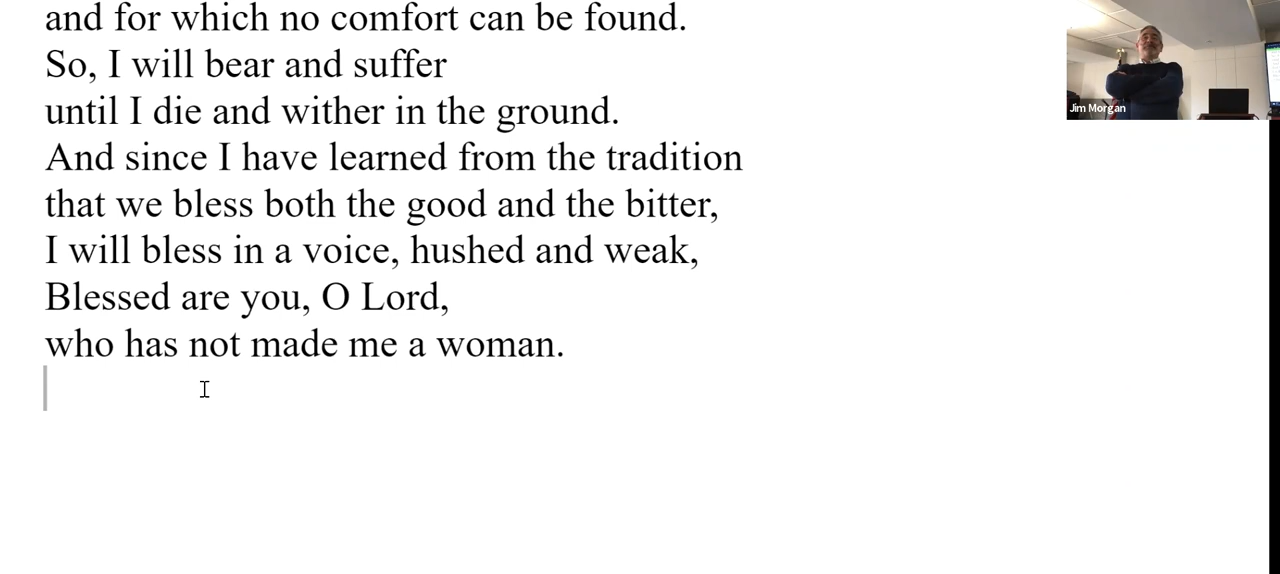 and for which no comfort can be found.
So, I will bear and suffer
until I die and wither in the ground.
And since I have learned from the tradition
that we bless both the good and the bitter,
I will bless in a voice, hushed and weak,
Blessed are you, O Lord,
who has not made me a woman.
Jim Morgan